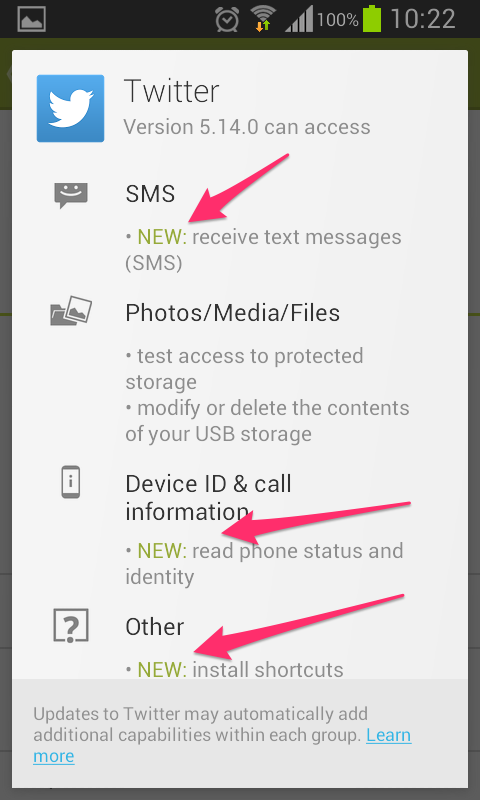 100% 10:22
Twitter
Version 5.14.0 can access
SMS
• NEW: receive text messages
(SMS)
Photos/Media/Files
• test access to protected
storage
• modify or delete the contents
of your USB storage
Device ID & call
information
• NEW: read phone status and
identity
Other
• NEW: install shortcuts
Updates to Twitter may automatically add
additional capabilities within each group. Learn
more